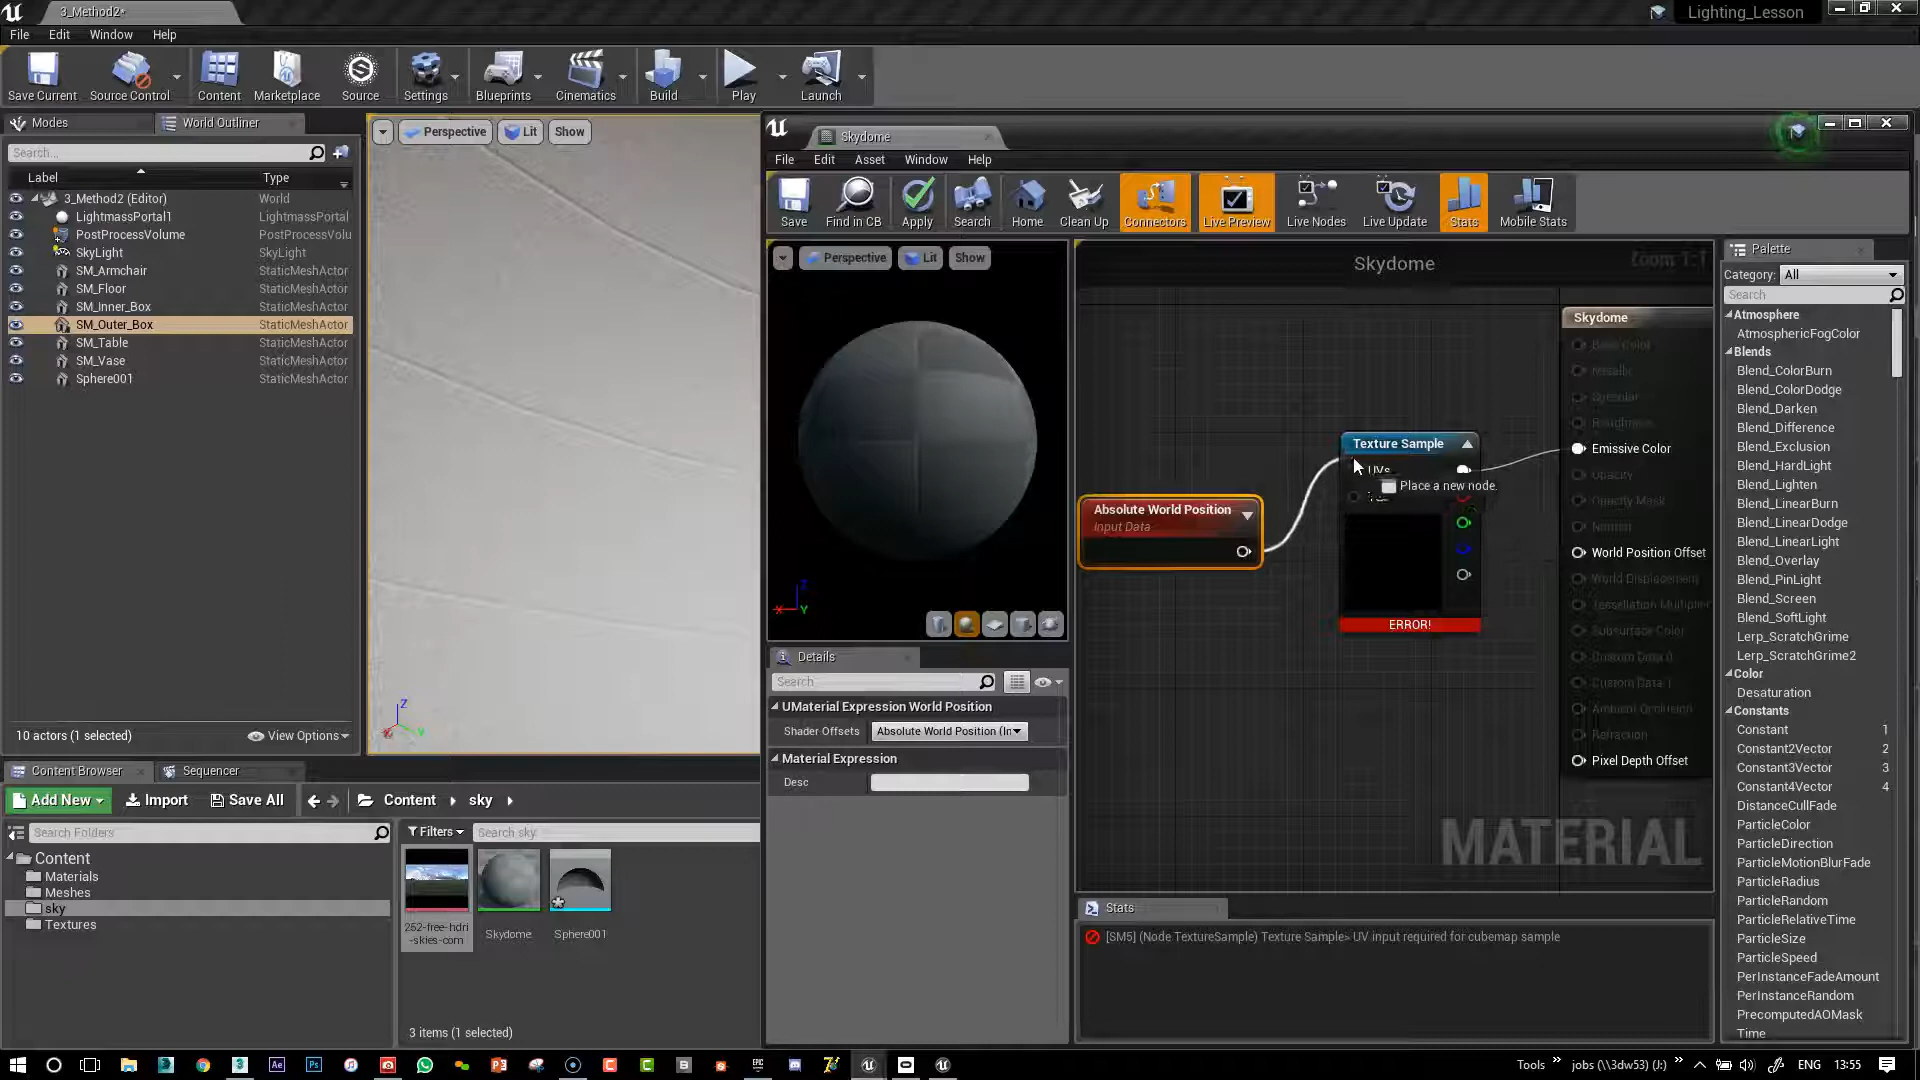 3_Method2*
Lighting_Lesson
File Edit Window Help
Save Current
Source Control
Content
Marketplace
Source
Settings
Blueprints
Cinematics
Build
Play
Launch
Modes
World Outliner
Search...
Label Type
3_Method2 (Editor) World
LightmassPortal1 LightmassPortal
PostProcessVolume PostProcessVolu
SkyLight SkyLight
SM_Armchair StaticMeshActor
SM_Floor StaticMeshActor
SM_Inner_Box StaticMeshActor
SM_Outer_Box StaticMeshActor
SM_Table StaticMeshActor
SM_Vase StaticMeshActor
Sphere001 StaticMeshActor
10 actors (1 selected) View Options
Perspective Lit Show
Z
X
Y
Skydome
File Edit Asset Window Help
Save
Find in CB
Apply
Search
Home
Clean Up
Connectors
Live Preview
Live Nodes
Live Update
Stats
Mobile Stats
Perspective Lit Show
Z
X
Y
Details
Search
UMaterial Expression World Position
Shader Offsets Absolute World Position (In
Material Expression
Desc
Skydome
Zoom 1:1
Absolute World Position
Input Data
Texture Sample
UVs
Place a new node.
ERROR!
Skydome
Base Color
Metallic
Specular
Roughness
Emissive Color
Opacity
Opacity Mask
Normal
World Position Offset
World Displacement
Tessellation Multiplier
Subsurface Color
Custom Data 0
Custom Data 1
Ambient Occlusion
Refraction
Pixel Depth Offset
MATERIAL
Stats
[SM5] (Node TextureSample) Texture Sample> UV input required for cubemap sample
Palette
Category: All
Search
Atmosphere
AtmosphericFogColor
Blends
Blend_ColorBurn
Blend_ColorDodge
Blend_Darken
Blend_Difference
Blend_Exclusion
Blend_HardLight
Blend_Lighten
Blend_LinearBurn
Blend_LinearDodge
Blend_LinearLight
Blend_Overlay
Blend_PinLight
Blend_Screen
Blend_SoftLight
Lerp_ScratchGrime
Lerp_ScratchGrime2
Color
Desaturation
Constants
Constant 1
Constant2Vector 2
Constant3Vector 3
Constant4Vector 4
DistanceCullFade
ParticleColor
ParticleDirection
ParticleMotionBlurFade
ParticleRadius
ParticleRandom
ParticleRelativeTime
ParticleSize
ParticleSpeed
PerInstanceFadeAmount
PerInstanceRandom
PrecomputedAOMask
Time
Content Browser
Sequencer
Add New Import Save All Content sky
Search Folders
Filters Search sky
Content
Materials
Meshes
sky
Textures
262-free-hdri
-skies-com
Skydome
Sphere001
3 items (1 selected)
Tools jobs (\\3dw53) (J:) ENG 13:55